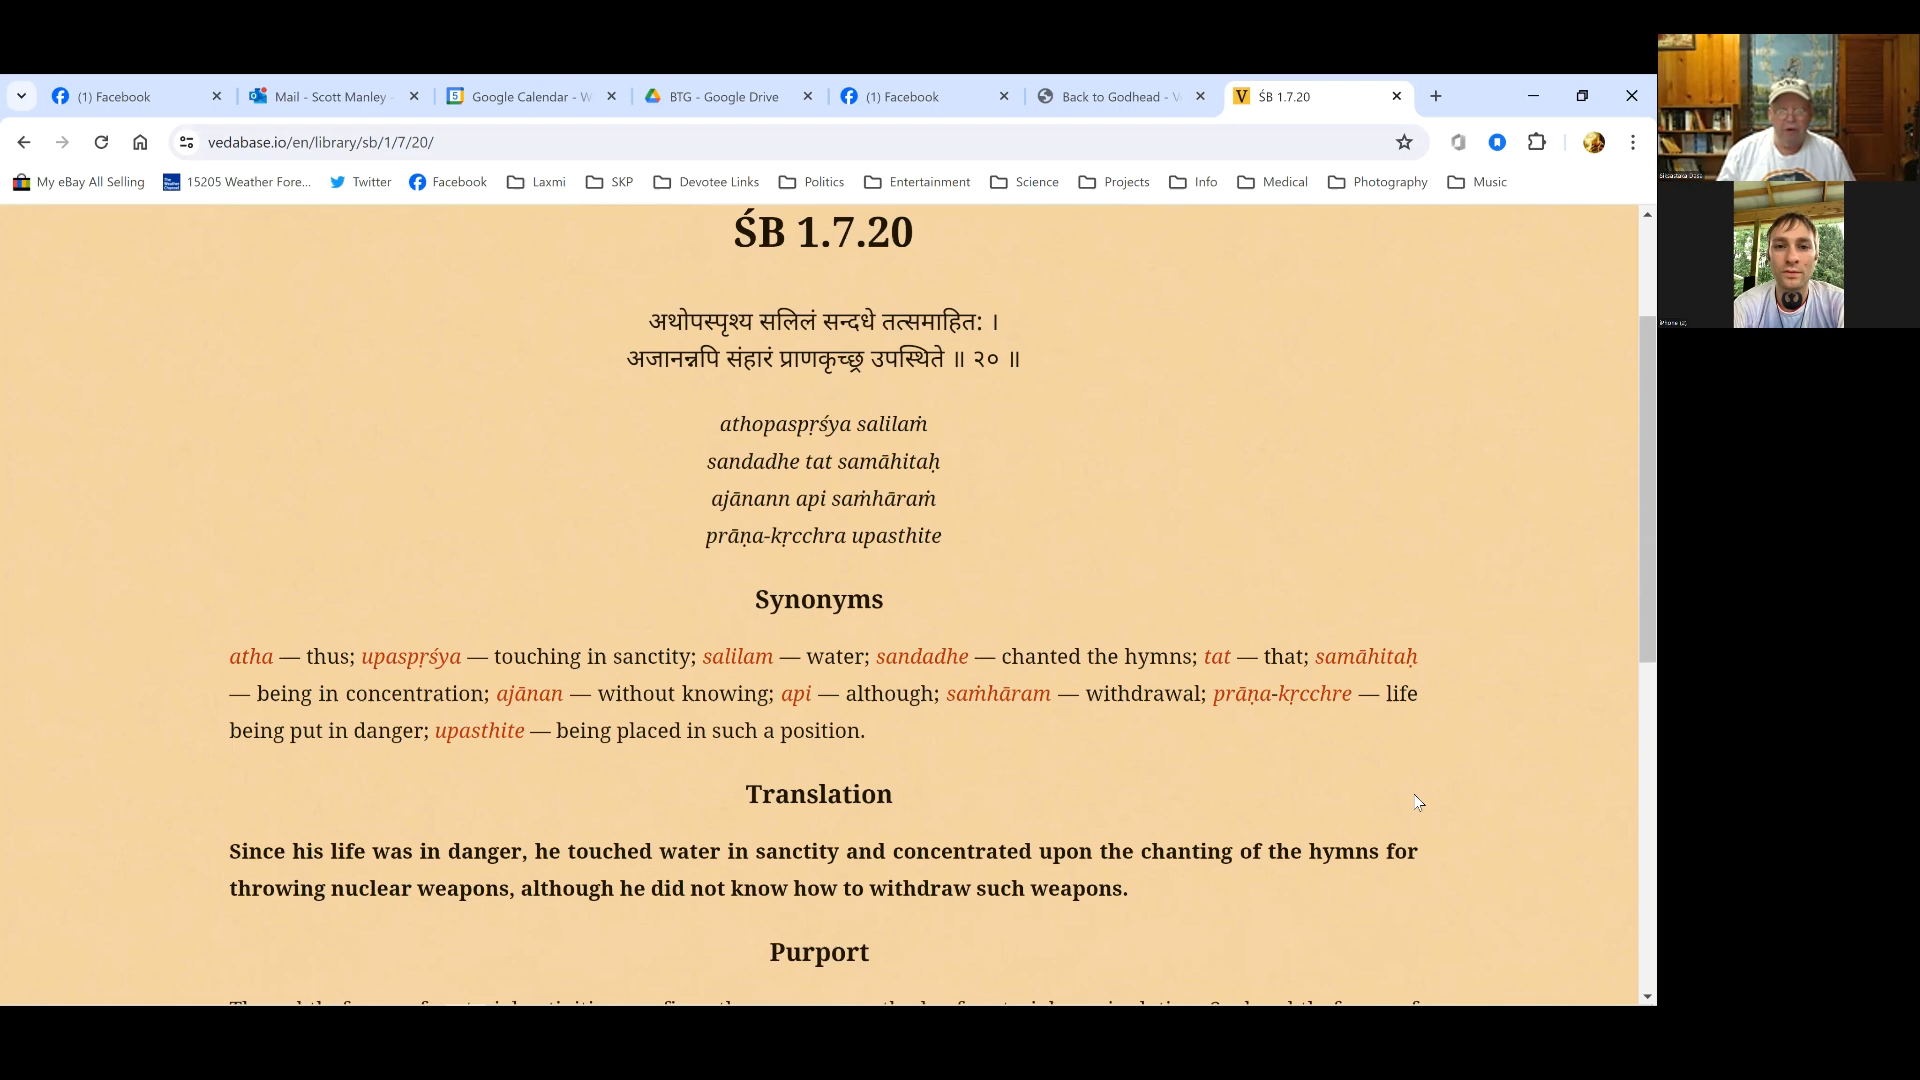 (1) Facebook
Mail - Scott Manley -
Google Calendar - W
BTG - Google Drive
(1) Facebook
Back to Godhead - V
ŚB 1.7.20
vedabase.io/en/library/sb/1/7/20/
My eBay All Selling
15205 Weather Fore...
Twitter
Facebook
Laxmi
SKP
Devotee Links
Politics
Entertainment
Science
Projects
Info
Medical
Photography
Music
ŚB 1.7.20
अथोपस्पृश्य सलिलं सन्दधे तत्समाहित: ।
अजानन्नपि संहारं प्राणकृच्छ्र उपस्थिते ॥ २० ॥
athopaspṛśya salilaṁ
sandadhe tat samāhitaḥ
ajānann api saṁhāraṁ
prāṇa-kṛcchra upasthite
Synonyms
atha — thus; upaspṛśya — touching in sanctity; salilam — water; sandadhe — chanted the hymns; tat — that; samāhitaḥ
— being in concentration; ajānan — without knowing; api — although; saṁhāram — withdrawal; prāṇa-kṛcchre — life
being put in danger; upasthite — being placed in such a position.
Translation
Since his life was in danger, he touched water in sanctity and concentrated upon the chanting of the hymns for
throwing nuclear weapons, although he did not know how to withdraw such weapons.
Purport
iPhone (2)